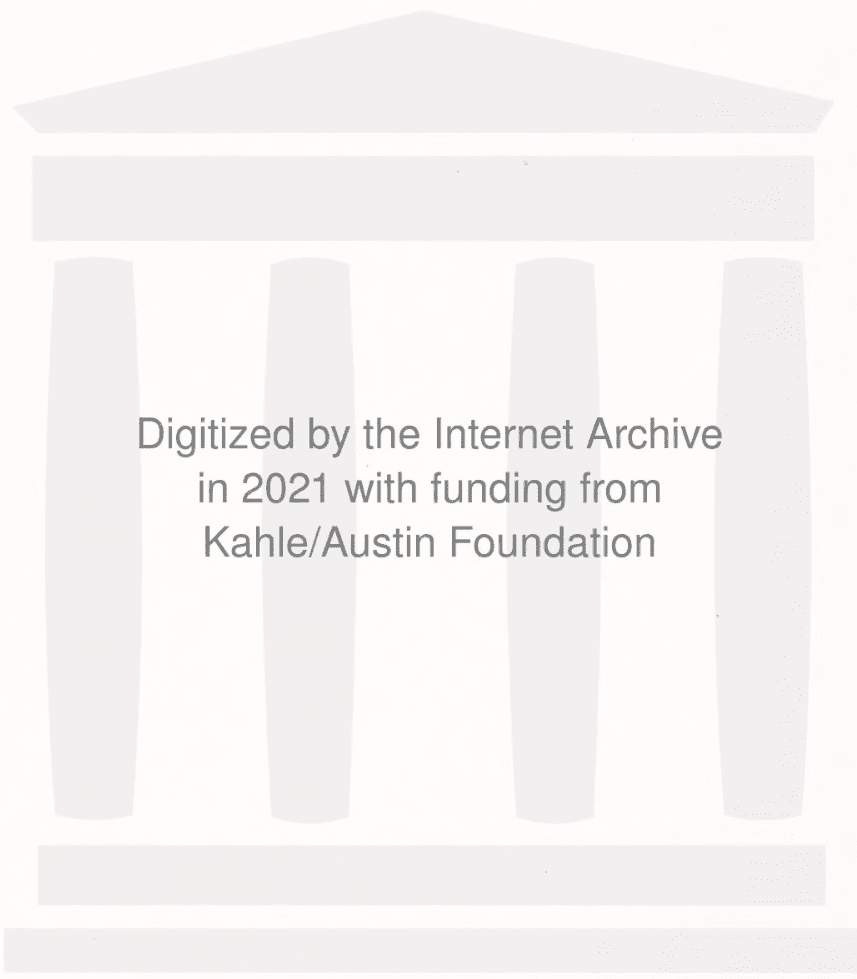 Digitized by the Internet Archive
in 2021 with funding from
Kahle/Austin Foundation